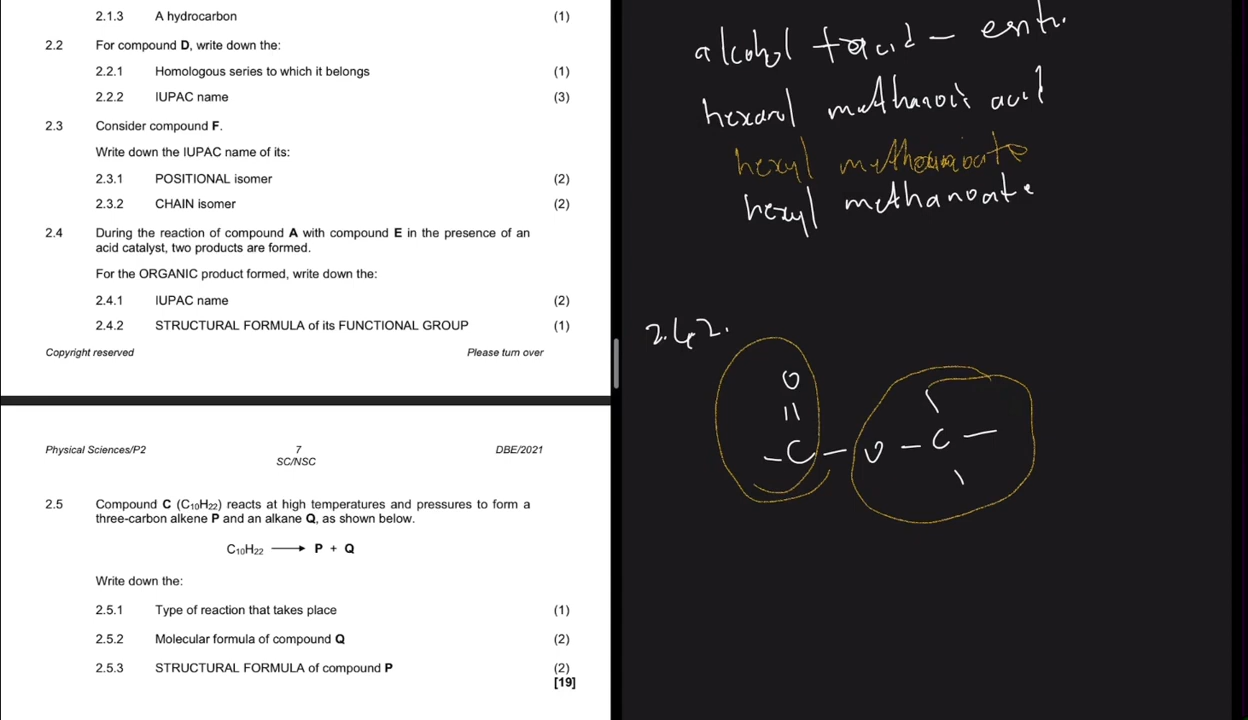 2.1.3 A hydrocarbon (1)
2.2 For compound D, write down the:
2.2.1 Homologous series to which it belongs (1)
2.2.2 IUPAC name (3)
2.3 Consider compound F.
Write down the IUPAC name of its:
2.3.1 POSITIONAL isomer (2)
2.3.2 CHAIN isomer (2)
2.4 During the reaction of compound A with compound E in the presence of an
acid catalyst, two products are formed.
For the ORGANIC product formed, write down the:
2.4.1 IUPAC name (2)
2.4.2 STRUCTURAL FORMULA of its FUNCTIONAL GROUP (1)
Copyright reserved Please turn over
Physical Sciences/P2 7 DBE/2021
SC/NSC
2.5 Compound C (C₁₀H₂₂) reacts at high temperatures and pressures to form a
three-carbon alkene P and an alkane Q, as shown below.
C₁₀H₂₂ ⟶ P + Q
Write down the:
2.5.1 Type of reaction that takes place (1)
2.5.2 Molecular formula of compound Q (2)
2.5.3 STRUCTURAL FORMULA of compound P (2)
[19]
alcohol + acid –
hexanol methanoic acid
hexyl
hexyl methanoate
2.4.2.
O
||
– C – O – C –